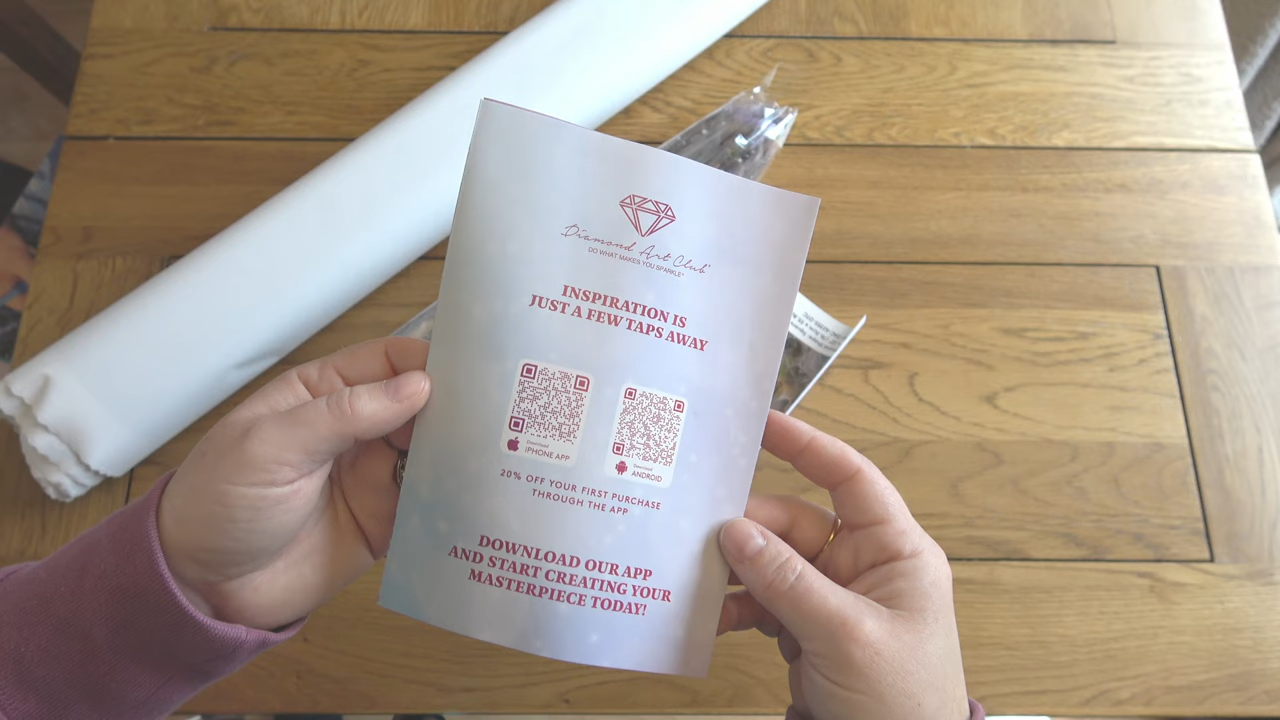 Diamond Art Club®
DO WHAT MAKES YOU SPARKLE®
INSPIRATION IS
JUST A FEW TAPS AWAY
Download
IPHONE APP
Download
ANDROID
20% OFF YOUR FIRST PURCHASE
THROUGH THE APP
DOWNLOAD OUR APP
AND START CREATING YOUR
MASTERPIECE TODAY!